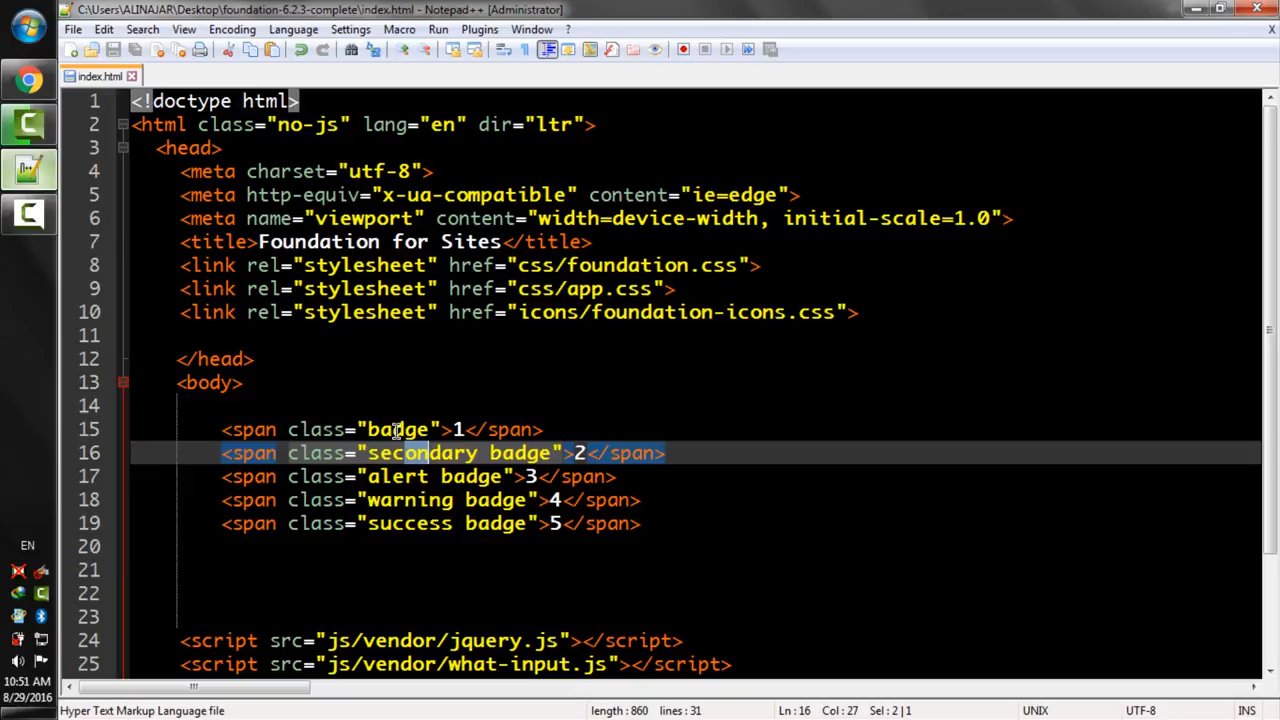 C:\Users\ALINAJAR\Desktop\foundation-6.2.3-complete\index.html - Notepad++ [Administrator]
File Edit Search View Encoding Language Settings Macro Run Plugins Window ? X
index.html
1 <!doctype html>
2 <html class="no-js" lang="en" dir="ltr">
3 <head>
4 <meta charset="utf-8">
5 <meta http-equiv="x-ua-compatible" content="ie=edge">
6 <meta name="viewport" content="width=device-width, initial-scale=1.0">
7 <title>Foundation for Sites</title>
8 <link rel="stylesheet" href="css/foundation.css">
9 <link rel="stylesheet" href="css/app.css">
10 <link rel="stylesheet" href="icons/foundation-icons.css">
11
12 </head>
13 <body>
14
15 <span class="badge">1</span>
16 <span class="secondary badge">2</span>
17 <span class="alert badge">3</span>
18 <span class="warning badge">4</span>
19 <span class="success badge">5</span>
20
21
22
23
24 <script src="js/vendor/jquery.js"></script>
25 <script src="js/vendor/what-input.js"></script>
EN
10:51 AM
8/29/2016
Hyper Text Markup Language file length : 860 lines : 31 Ln : 16 Col : 27 Sel : 2 | 1 UNIX UTF-8 INS